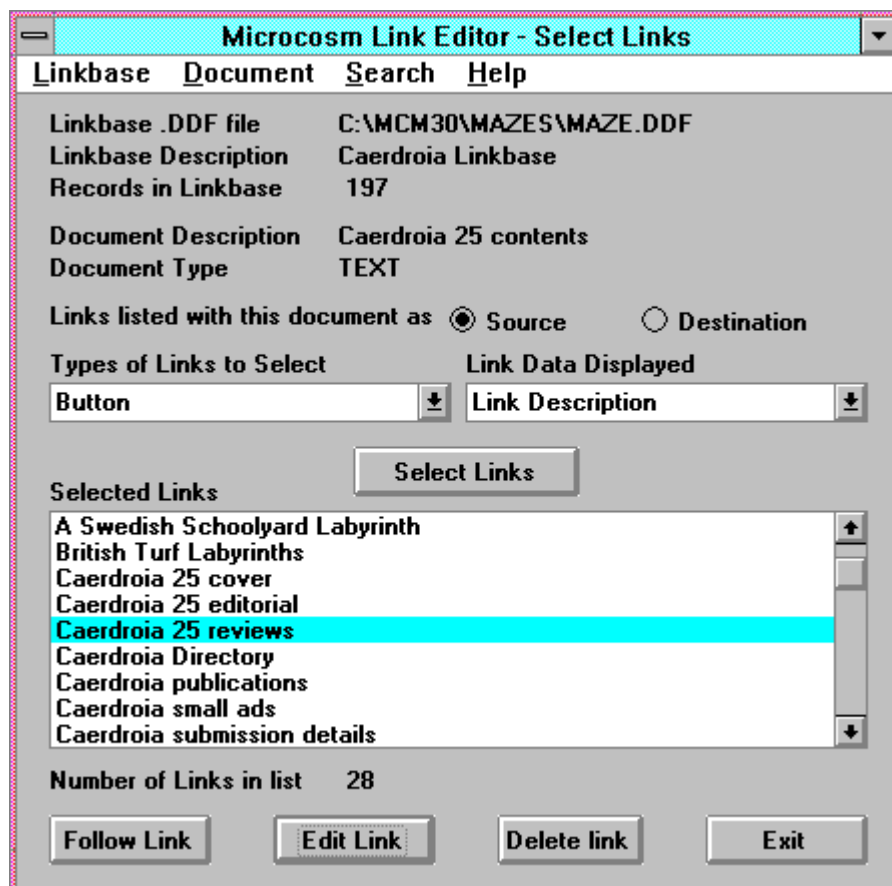 Microcosm Link Editor - Select Links
Linkbase Document Search Help
Linkbase .DDF file C:\MCM30\MAZES\MAZE.DDF
Linkbase Description Caerdroia Linkbase
Records in Linkbase 197
Document Description Caerdroia 25 contents
Document Type TEXT
Links listed with this document as Source Destination
Types of Links to Select Link Data Displayed
Button Link Description
Select Links
Selected Links
A Swedish Schoolyard Labyrinth
British Turf Labyrinths
Caerdroia 25 cover
Caerdroia 25 editorial
Caerdroia 25 reviews
Caerdroia Directory
Caerdroia publications
Caerdroia small ads
Caerdroia submission details
Number of Links in list 28
Follow Link Edit Link Delete link Exit